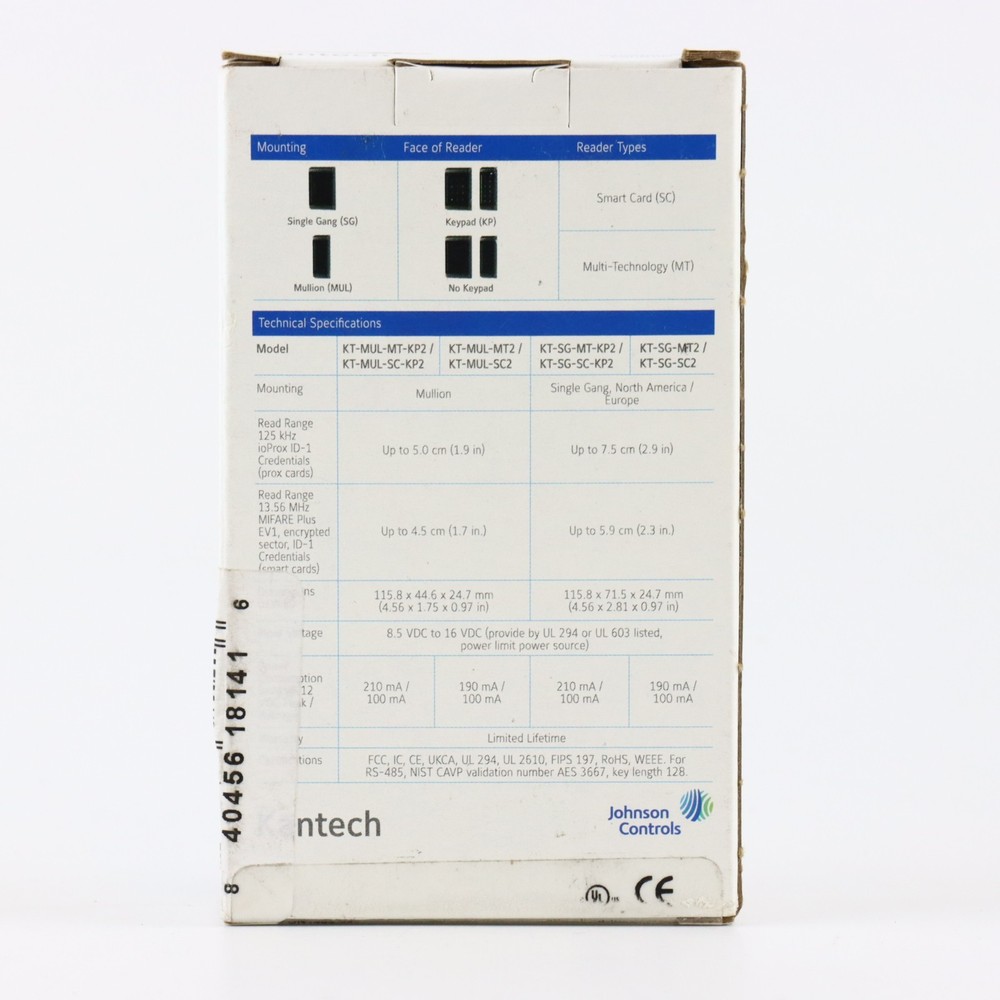 Mounting Face of Reader Reader Types
Smart Card (SC)
Single Gang (SG) Keypad (KP)
Multi-Technology (MT)
Mullion (MUL) No Keypad
Technical Specifications
Model KT-MUL-MT-KP2 / KT-MUL-MT2 / KT-SG-MT-KP2 / KT-SG-MT2 /
KT-MUL-SC-KP2 KT-MUL-SC2 KT-SG-SC-KP2 KT-SG-SC2
Mounting Mullion Single Gang, North America /
Europe
Read Range
125 kHz
ioProx ID-1 Up to 5.0 cm (1.9 in) Up to 7.5 cm (2.9 in)
Credentials
(prox cards)
Read Range
13.56 MHz
MIFARE Plus
EV1, encrypted Up to 4.5 cm (1.7 in.) Up to 5.9 cm (2.3 in.)
sector, ID-1
Credentials
(smart cards)
115.8 x 44.6 x 24.7 mm 115.8 x 71.5 x 24.7 mm
(4.56 x 1.75 x 0.97 in) (4.56 x 2.81 x 0.97 in)
8.5 VDC to 16 VDC (provide by UL 294 or UL 603 listed,
power limit power source)
210 mA / 190 mA / 210 mA / 190 mA /
100 mA 100 mA 100 mA 100 mA
Limited Lifetime
FCC, IC, CE, UKCA, UL 294, UL 2610, FIPS 197, RoHS, WEEE. For
RS-485, NIST CAVP validation number AES 3667, key length 128.
Kantech
Johnson
Controls
UL CE
8 40456 18141 6